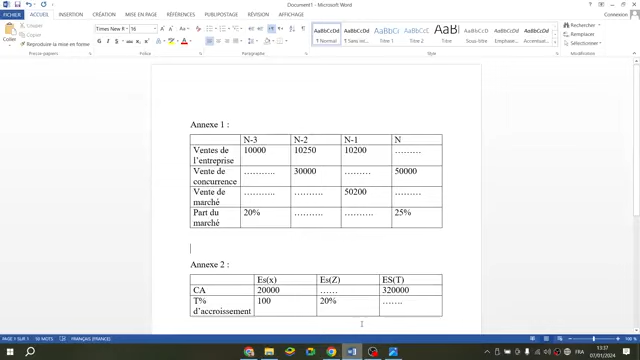 Document1 - Microsoft Word
FICHIER ACCUEIL INSERTION CRÉATION MISE EN PAGE RÉFÉRENCES PUBLIPOSTAGE RÉVISION AFFICHAGE Connexion
Coller
Couper
Copier
Reproduire la mise en forme
Times New R 16
AaBbCcDd AaBbCcDd AaBbC AaBbCcD AaB AaBbCcD AaBbCcDd AaBbCcDd
¶ Normal ¶ Sans int... Titre 1 Titre 2 Titre Sous-titre Emphase... Accentuat...
Rechercher
Remplacer
Sélectionner
Presse-papiers Police Paragraphe Style Modification
Annexe 1 :
N-3 N-2 N-1 N
Ventes de l’entreprise 10000 10250 10200 ………
Vente de concurrence ……….. 30000 ……… 50000
Vente de marché ……….. ………. 50200
Part du marché 20% ………. ………. 25%
Annexe 2 :
Es(x) Es(Z) ES(T)
CA 20000 …… 320000
T% d’accroissement 100 20% …….
PAGE 1 SUR 1 56 MOTS FRANÇAIS (FRANCE) 100 %
FRA
13:37
07/01/2024